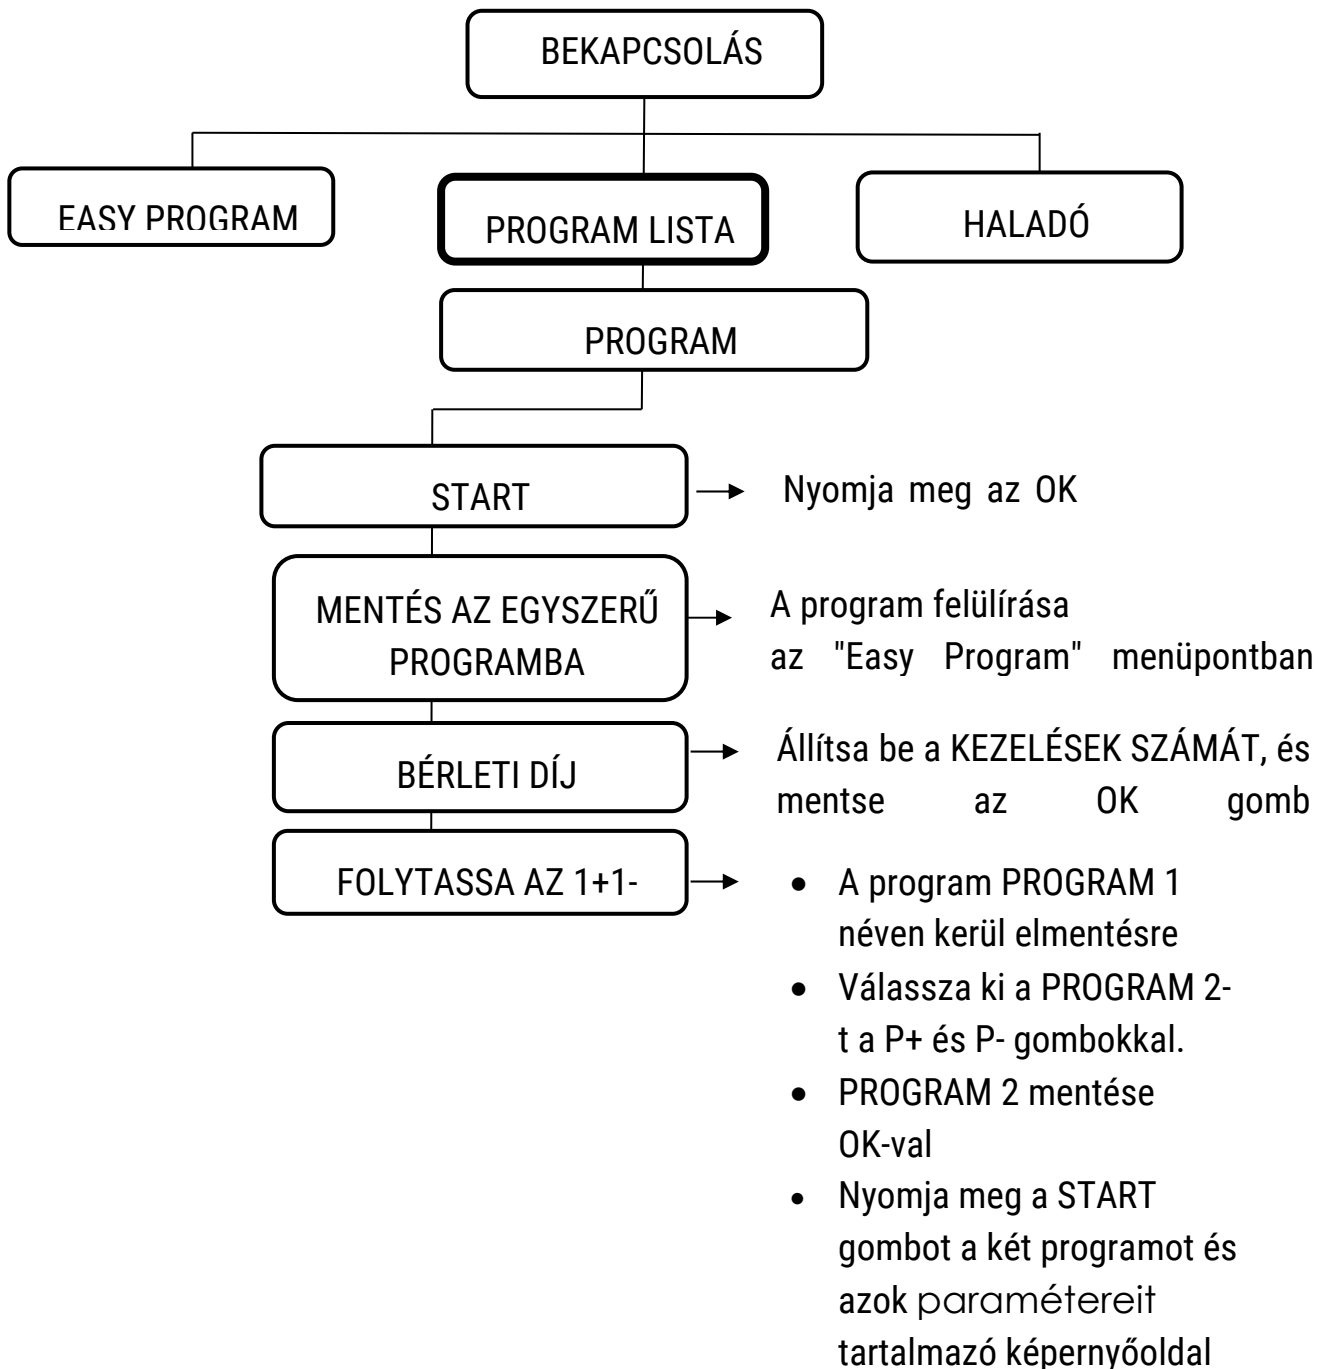 BEKAPCSOLÁS
EASY PROGRAM
PROGRAM LISTA
HALADÓ
PROGRAM
START
Nyomja meg az OK
MENTÉS AZ EGYSZERŰ
PROGRAMBA
A program felülírása
az "Easy Program" menüpontban
BÉRLETI DÍJ
Állítsa be a KEZELÉSEK SZÁMÁT, és
mentse az OK gomb
FOLYTASSA AZ 1+1-
• A program PROGRAM 1
néven kerül elmentésre
• Válassza ki a PROGRAM 2-
t a P+ és P- gombokkal.
• PROGRAM 2 mentése
OK-val
• Nyomja meg a START
gombot a két programot és
azok paramétereit
tartalmazó képernyőoldal